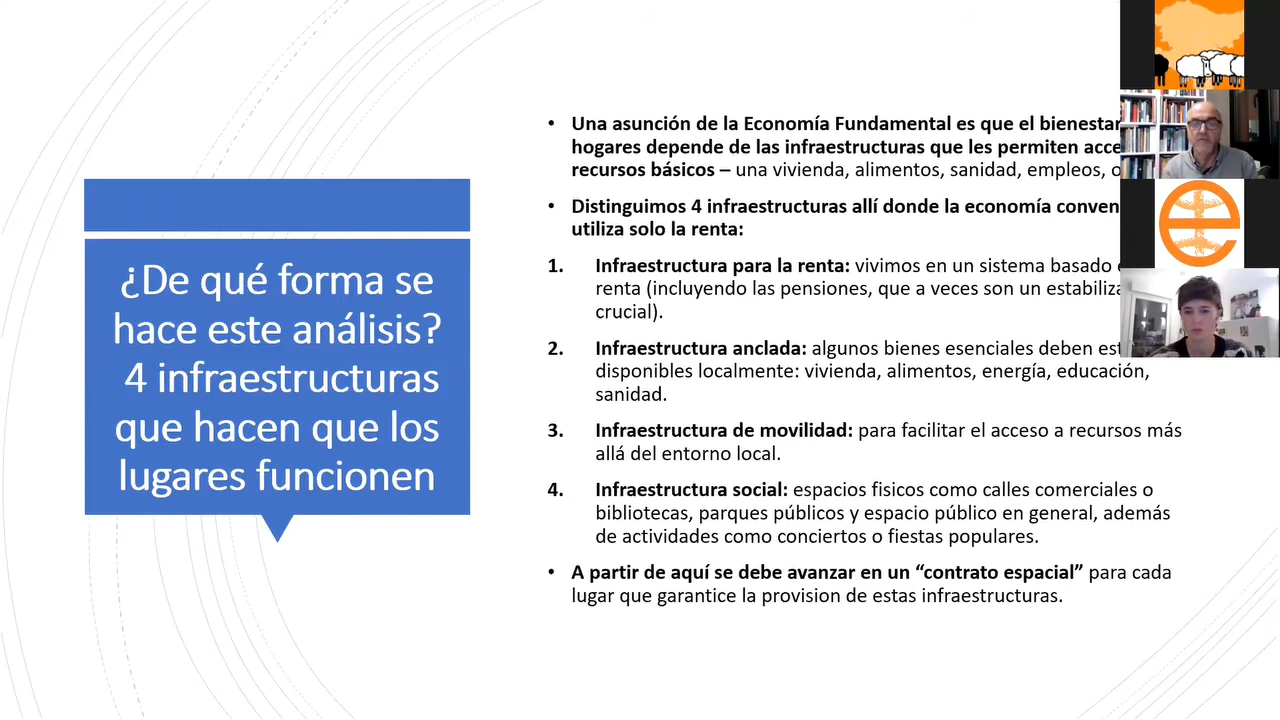 ¿De qué forma se
hace este análisis?
4 infraestructuras
que hacen que los
lugares funcionen
• Una asunción de la Economía Fundamental es que el bienestar
hogares depende de las infraestructuras que les permiten
recursos básicos – una vivienda, alimentos, sanidad, empleos,
• Distinguimos 4 infraestructuras allí donde la economía
utiliza solo la renta:
1. Infraestructura para la renta: vivimos en un sistema basado
renta (incluyendo las pensiones, que a veces son un
crucial).
2. Infraestructura anclada: algunos bienes esenciales deben
disponibles localmente: vivienda, alimentos, energía, educación,
sanidad.
3. Infraestructura de movilidad: para facilitar el acceso a recursos más
allá del entorno local.
4. Infraestructura social: espacios fisicos como calles comerciales o
bibliotecas, parques públicos y espacio público en general, además
de actividades como conciertos o fiestas populares.
• A partir de aquí se debe avanzar en un “contrato espacial” para cada
lugar que garantice la provision de estas infraestructuras.
e